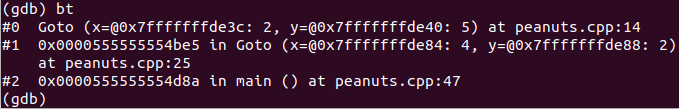 (gdb) bt
#0  Goto (x=@0x7fffffffde3c: 2, y=@0x7fffffffde40: 5) at peanuts.cpp:14
#1  0x0000555555554be5 in Goto (x=@0x7fffffffde84: 4, y=@0x7fffffffde88: 2)
    at peanuts.cpp:25
#2  0x0000555555554d8a in main () at peanuts.cpp:47
(gdb)